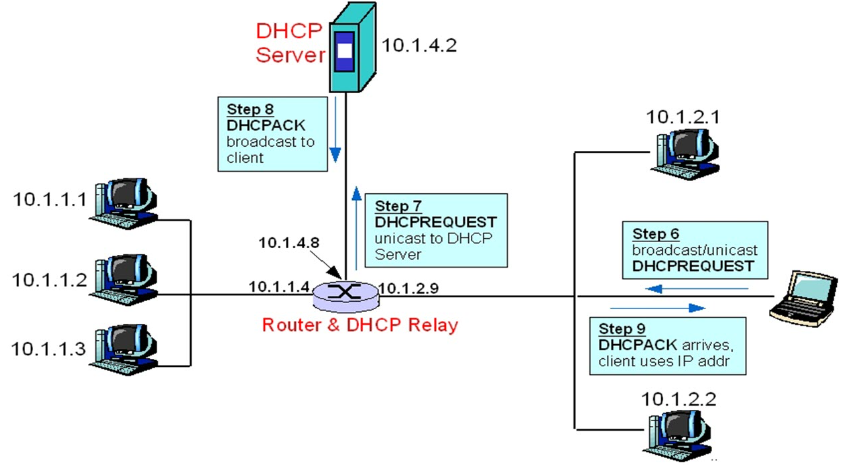 DHCP
Server
10.1.4.2
Step 8
DHCPACK
broadcast to
client
10.1.2.1
Step 7
DHCPREQUEST
unicast to DHCP
Server
10.1.1.1
10.1.4.8
Step 6
broadcast/unicast
DHCPREQUEST
10.1.1.2
10.1.1.4
10.1.2.9
Router & DHCP Relay
Step 9
DHCPACK arrives,
client uses IP addr
10.1.1.3
10.1.2.2